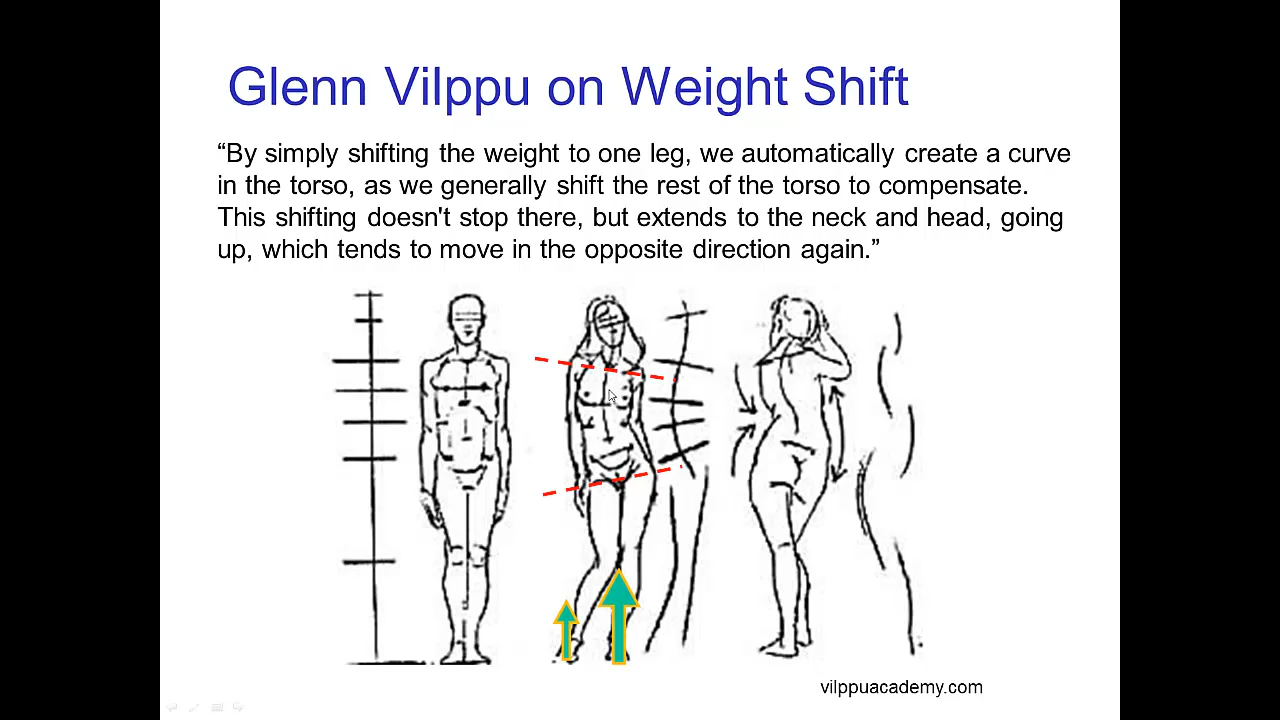 Glenn Vilppu on Weight Shift
“By simply shifting the weight to one leg, we automatically create a curve
in the torso, as we generally shift the rest of the torso to compensate.
This shifting doesn't stop there, but extends to the neck and head, going
up, which tends to move in the opposite direction again.”
vilppuacademy.com